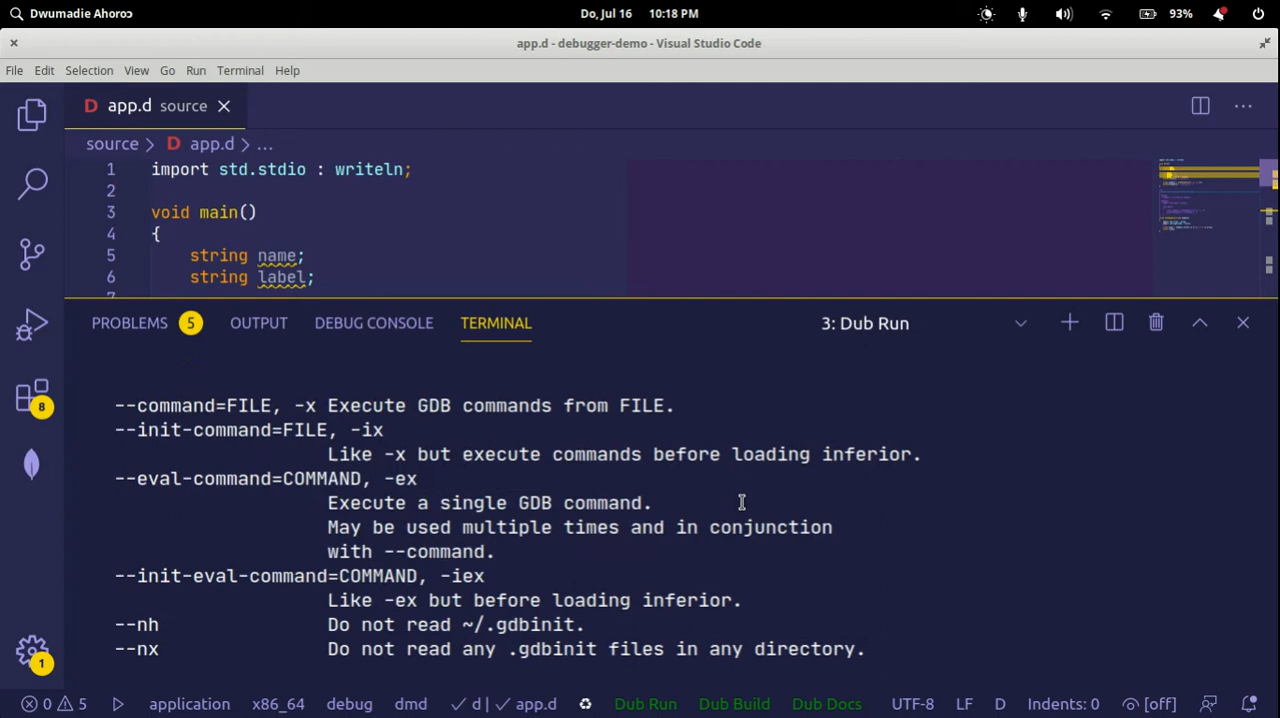 Dwumadie Ahorɔɔ
Do, Jul 16 10:18 PM
93%
app.d - debugger-demo - Visual Studio Code
File Edit Selection View Go Run Terminal Help
D app.d source
source > D app.d > ...
1 import std.stdio : writeln;
2
3 void main()
4 {
5 string name;
6 string label;
PROBLEMS 5 OUTPUT DEBUG CONSOLE TERMINAL 3: Dub Run
--command=FILE, -x Execute GDB commands from FILE.
--init-command=FILE, -ix
Like -x but execute commands before loading inferior.
--eval-command=COMMAND, -ex
Execute a single GDB command.
May be used multiple times and in conjunction
with --command.
--init-eval-command=COMMAND, -iex
Like -ex but before loading inferior.
--nh Do not read ~/.gdbinit.
--nx Do not read any .gdbinit files in any directory.
8
1
0 5 application x86_64 debug dmd ✓ d | ✓ app.d Dub Run Dub Build Dub Docs UTF-8 LF D Indents: 0 [off]